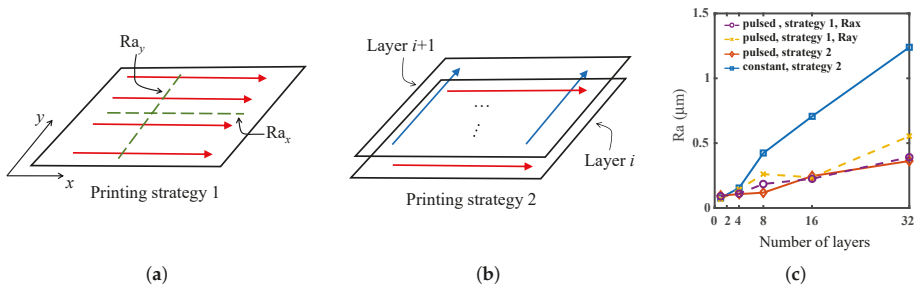 Ra_y
y
x
Ra_x
Printing strategy 1
(a)
Layer i+1
...
⋮
Layer i
Printing strategy 2
(b)
(c)
pulsed , strategy 1, Rax
pulsed, strategy 1, Ray
pulsed, strategy 2
constant, strategy 2
Ra (μm)
1.5
1
0.5
0
0 2 4 8 16 32
Number of layers